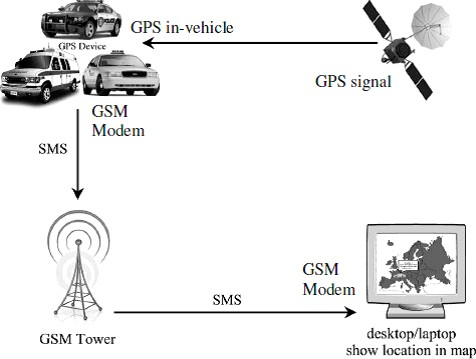 GPS in-vehicle
GPS Device
GPS signal
GSM
Modem
SMS
GSM
Modem
SMS
GSM Tower
desktop/laptop
show location in map